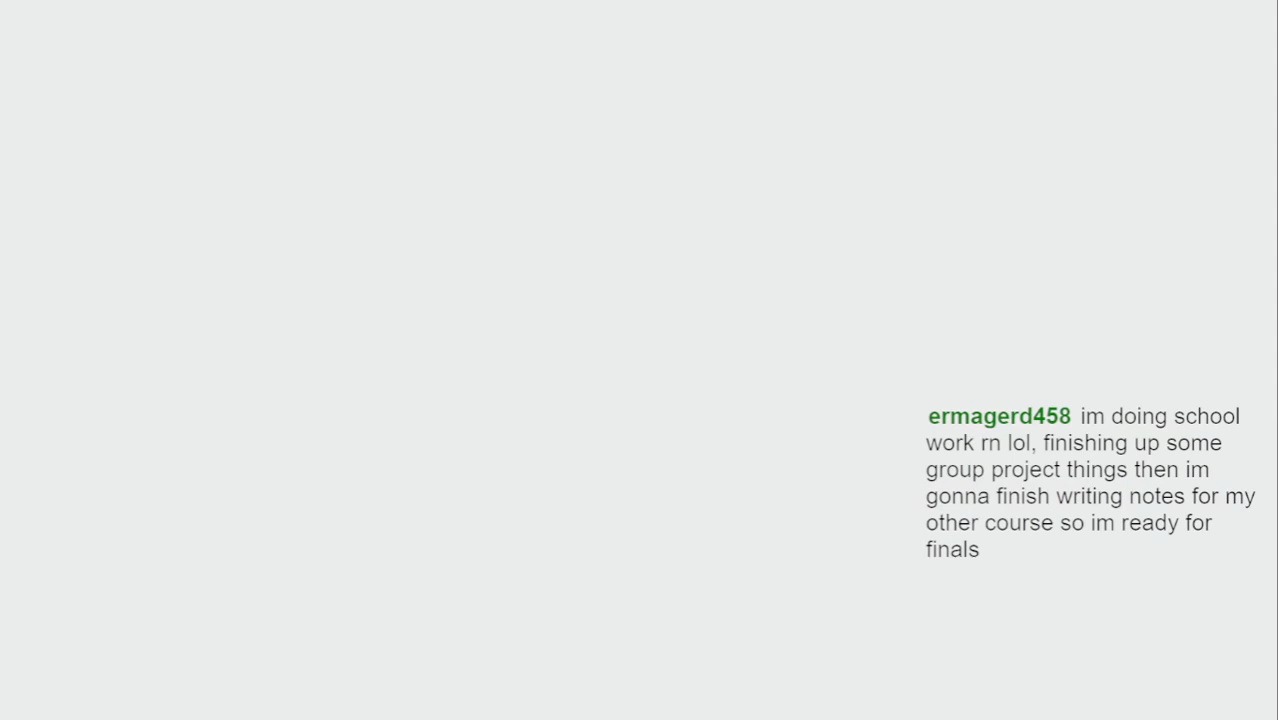 ermagerd458 im doing school
work rn lol, finishing up some
group project things then im
gonna finish writing notes for my
other course so im ready for
finals